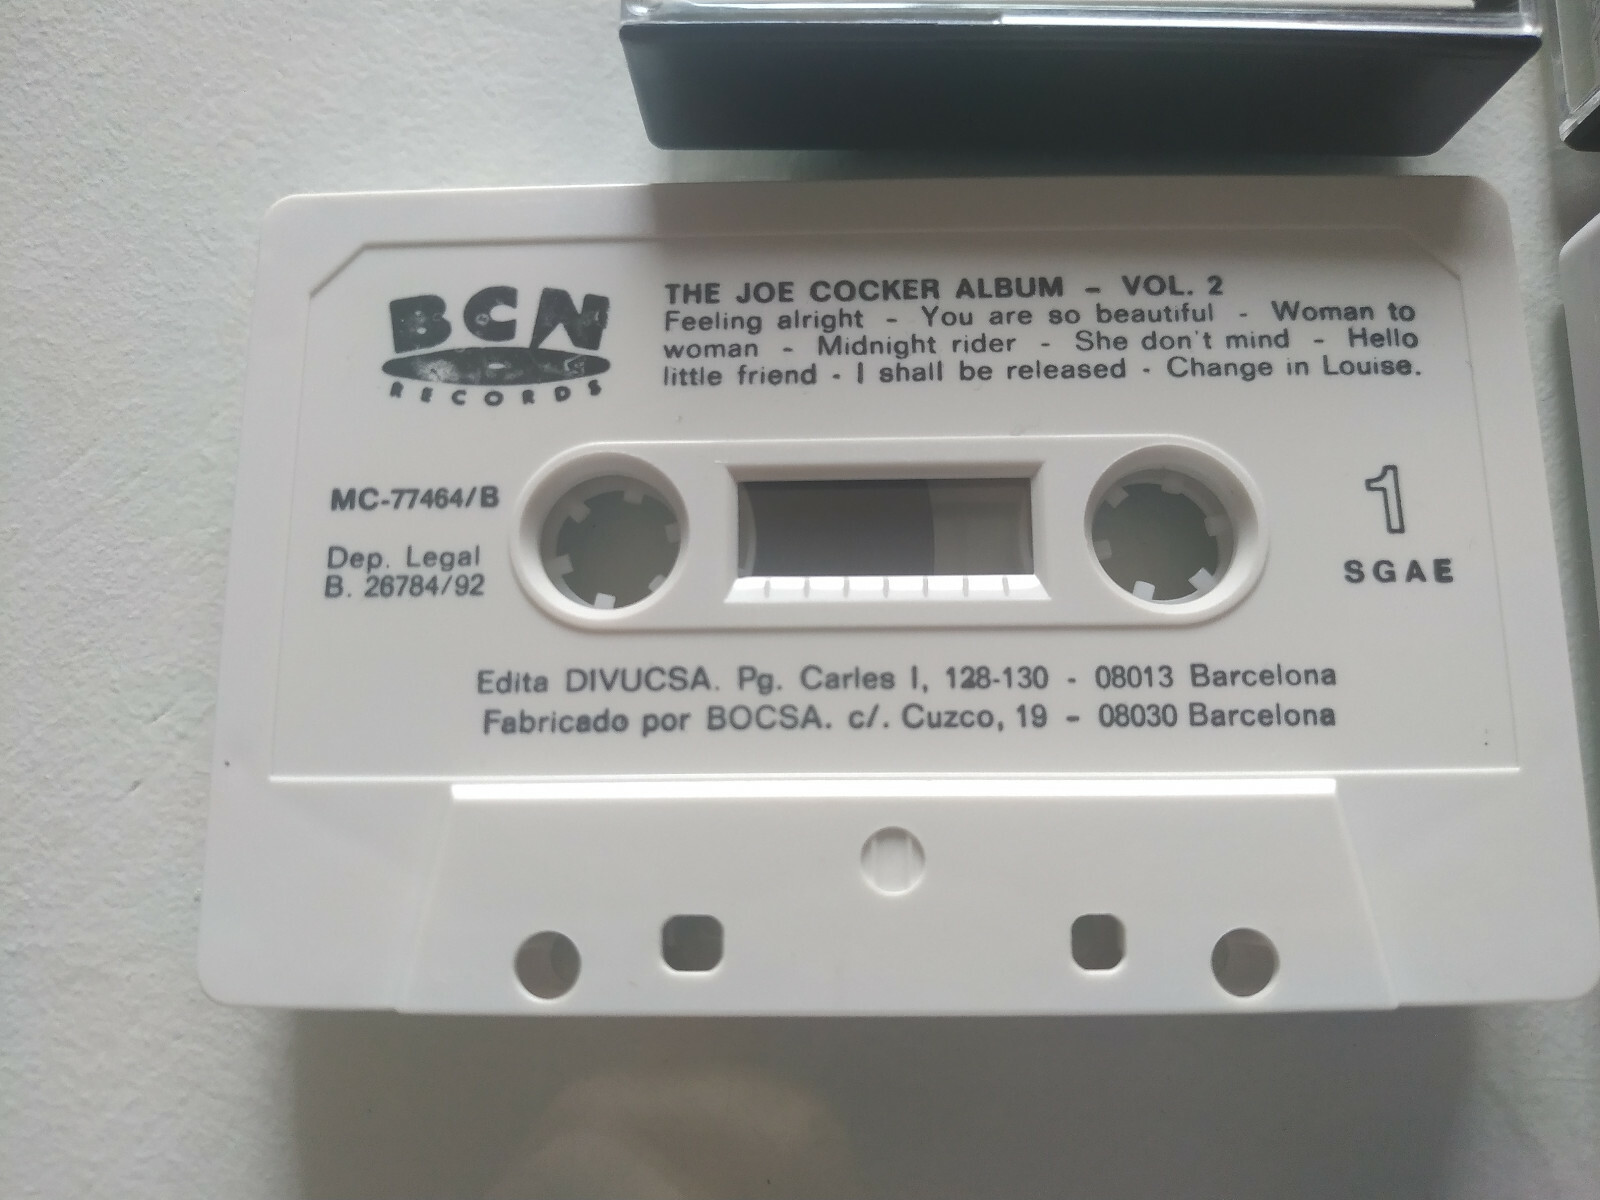 BCN
RECORDS
THE JOE COCKER ALBUM - VOL. 2
Feeling alright - You are so beautiful - Woman to
woman - Midnight rider - She don't mind - Hello
little friend - I shall be released - Change in Louise.
MC-77464/B
Dep. Legal
B. 26784/92
1
SGAE
Edita DIVUCSA. Pg. Carles I, 128-130 - 08013 Barcelona
Fabricado por BOCSA. c/. Cuzco, 19 - 08030 Barcelona